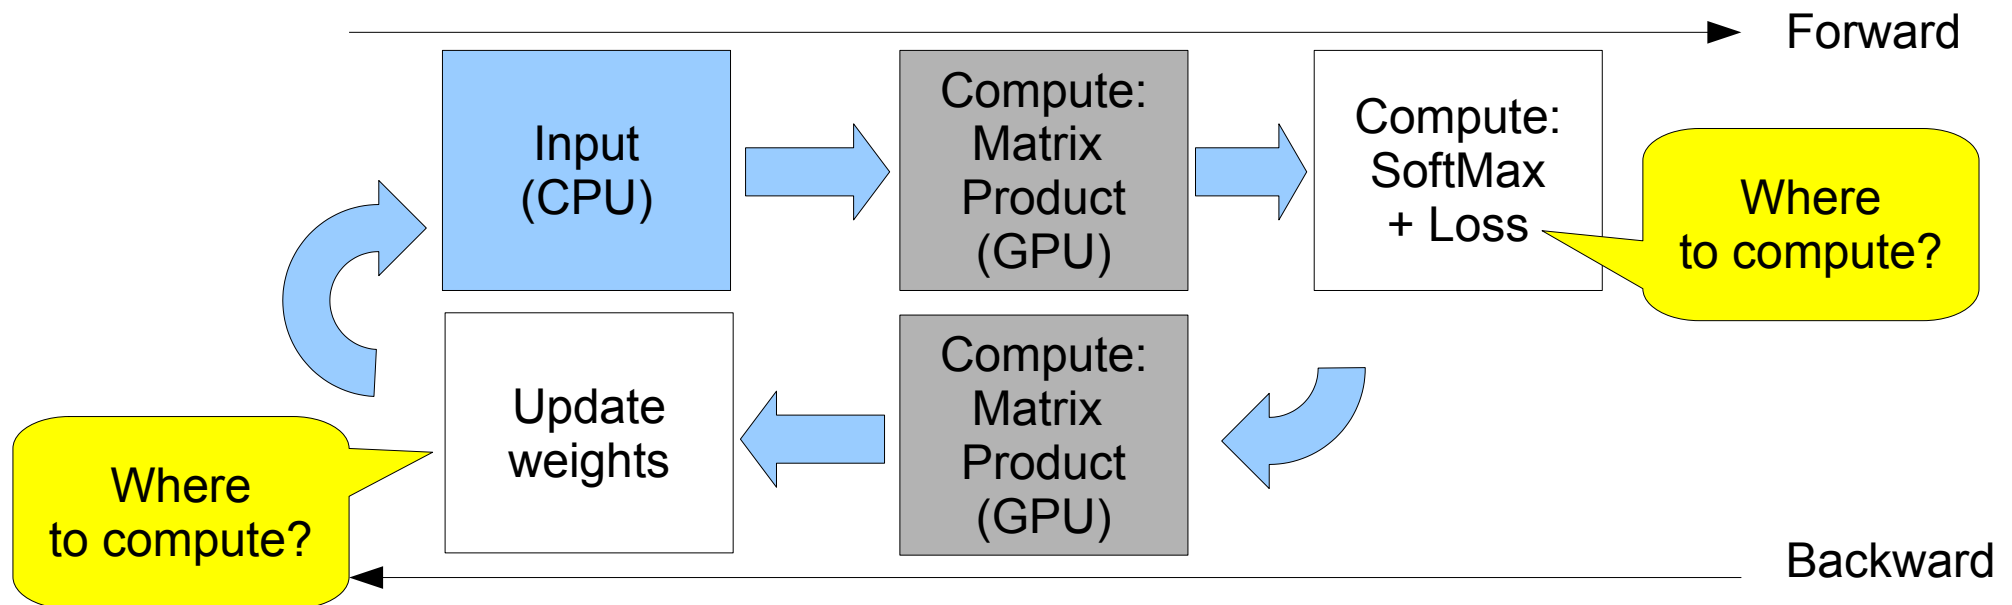 Forward
Input
(CPU)
Compute:
Matrix
Product
(GPU)
Compute:
SoftMax
+ Loss
Where
to compute?
Update
weights
Compute:
Matrix
Product
(GPU)
Where
to compute?
Backward